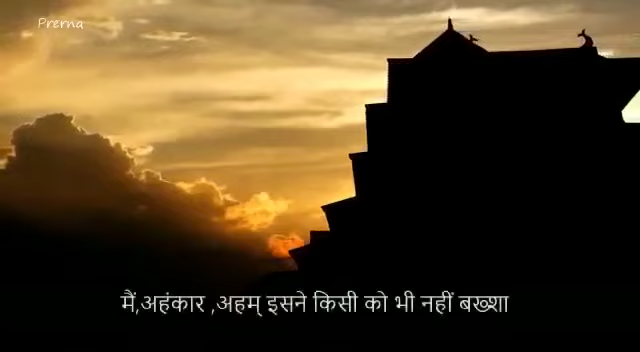 Prerna
मैं,अहंकार ,अहम् इसने किसी को भी नहीं बख्शा